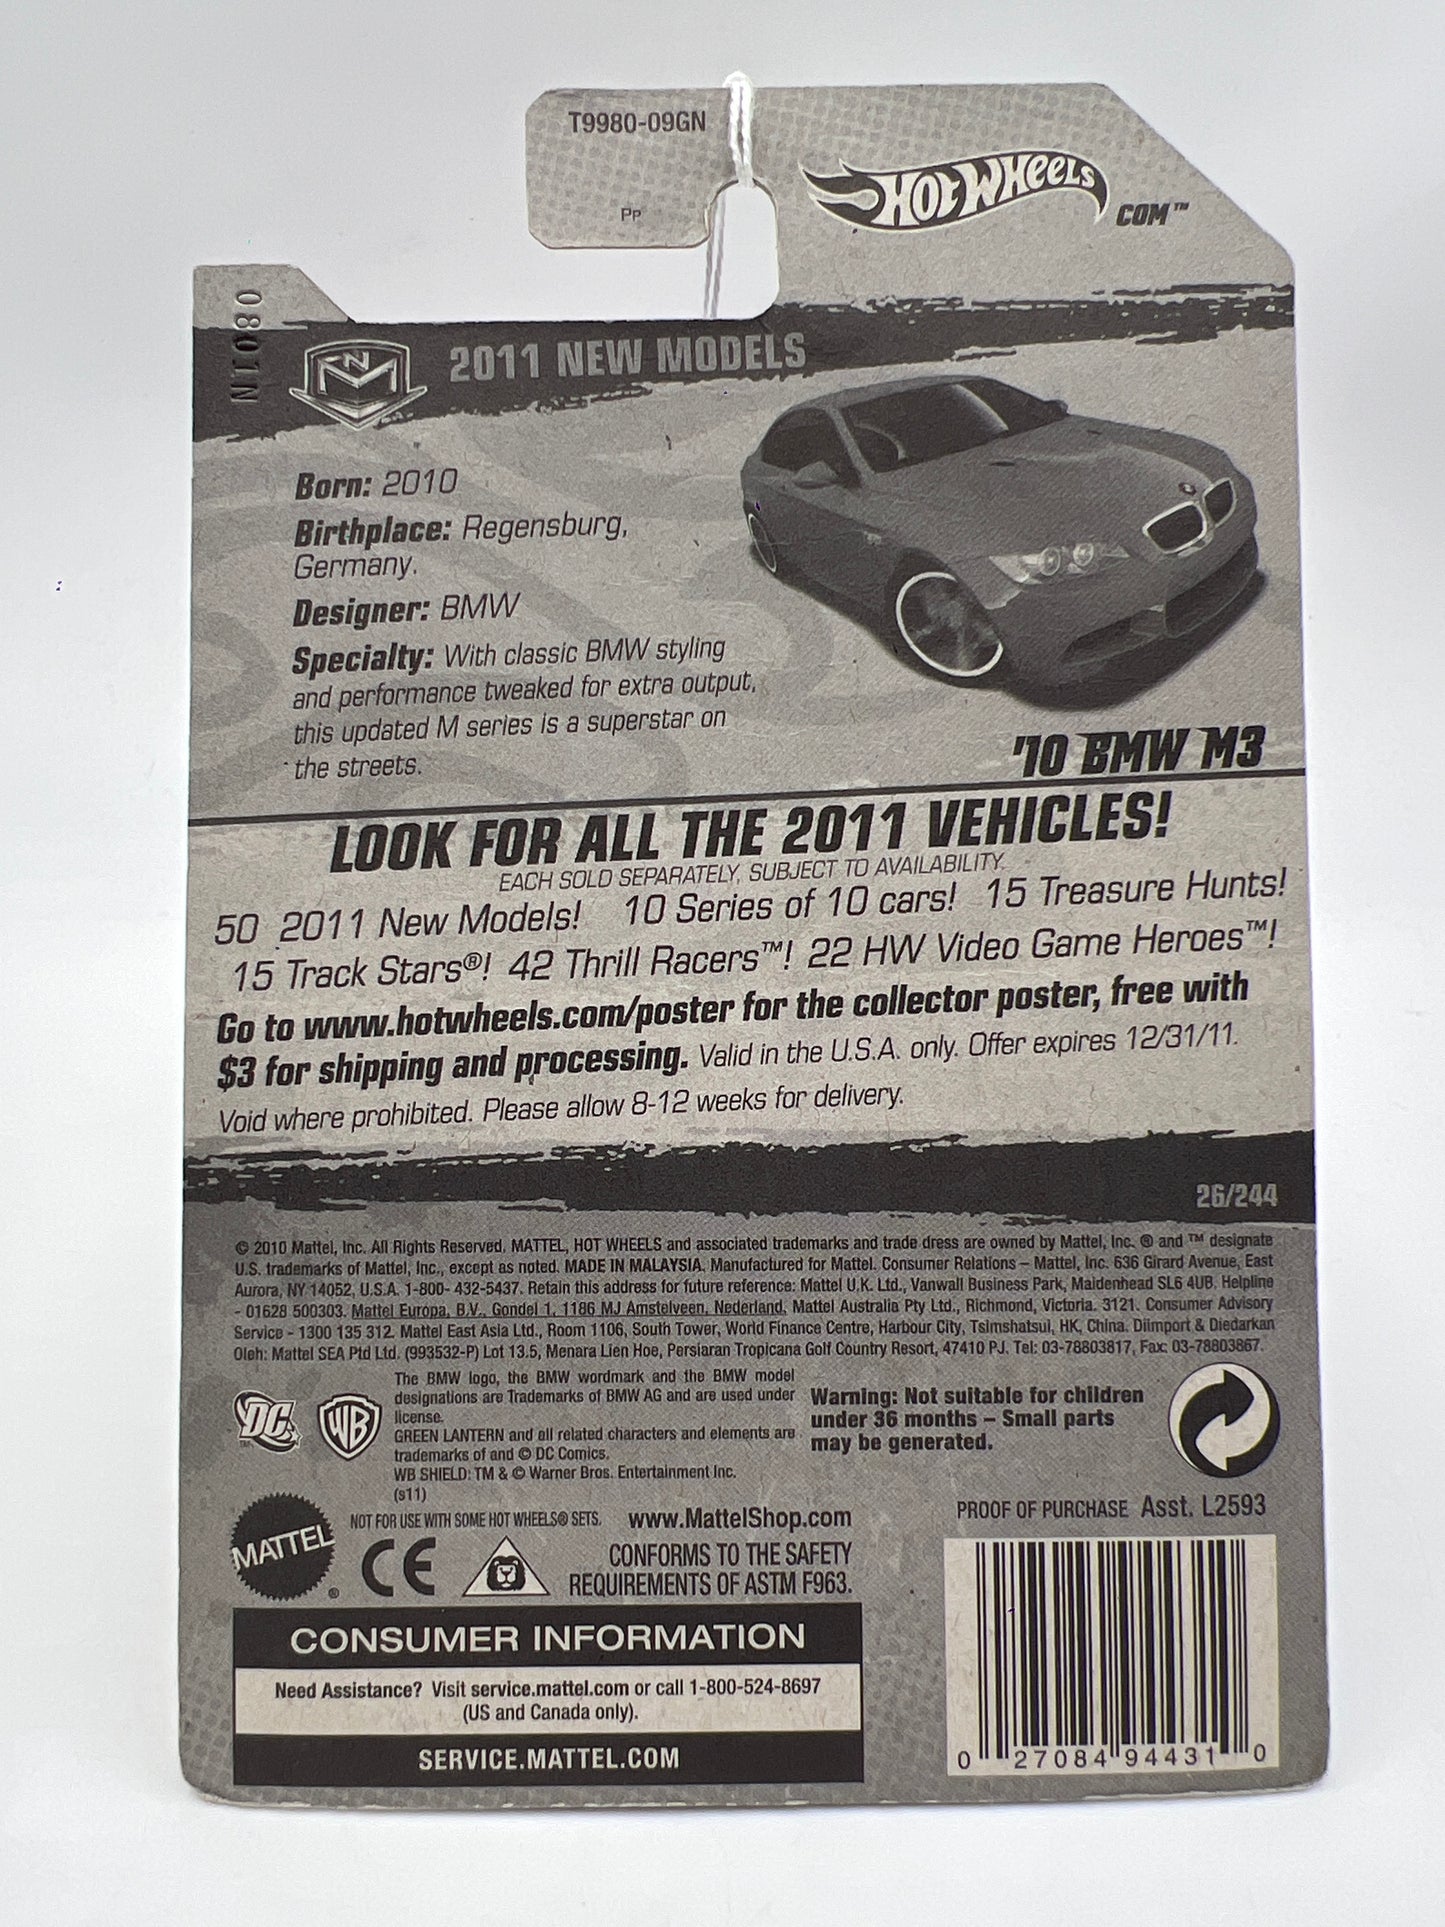 T9980-09GN
Pp
HOT WHEELS
COM™
0801N
NM
2011 NEW MODELS
Born: 2010
Birthplace: Regensburg,
Germany.
Designer: BMW
Specialty: With classic BMW styling
and performance tweaked for extra output,
this updated M series is a superstar on
the streets.
'10 BMW M3
LOOK FOR ALL THE 2011 VEHICLES!
EACH SOLD SEPARATELY, SUBJECT TO AVAILABILITY.
50 2011 New Models! 10 Series of 10 cars! 15 Treasure Hunts!
15 Track Stars®! 42 Thrill Racers™! 22 HW Video Game Heroes™!
Go to www.hotwheels.com/poster for the collector poster, free with
$3 for shipping and processing. Valid in the U.S.A. only. Offer expires 12/31/11.
Void where prohibited. Please allow 8-12 weeks for delivery.
26/244
© 2010 Mattel, Inc. All Rights Reserved. MATTEL, HOT WHEELS and associated trademarks and trade dress are owned by Mattel, Inc. ® and ™ designate
U.S. trademarks of Mattel, Inc., except as noted. MADE IN MALAYSIA. Manufactured for Mattel. Consumer Relations – Mattel, Inc. 636 Girard Avenue, East
Aurora, NY 14052, U.S.A. 1-800- 432-5437. Retain this address for future reference: Mattel U.K. Ltd., Vanwall Business Park, Maidenhead SL6 4UB. Helpline
- 01628 500303. Mattel Europa, B.V., Gondel 1, 1186 MJ Amstelveen, Nederland. Mattel Australia Pty Ltd., Richmond, Victoria. 3121. Consumer Advisory
Service - 1300 135 312. Mattel East Asia Ltd., Room 1106, South Tower, World Finance Centre, Harbour City, Tsimshatsui, HK, China. Diimport & Diedarkan
Oleh: Mattel SEA Ptd Ltd. (993532-P) Lot 13.5, Menara Lien Hoe, Persiaran Tropicana Golf Country Resort, 47410 PJ. Tel: 03-78803817, Fax: 03-78803867.
DC™
WB
The BMW logo, the BMW wordmark and the BMW model
designations are Trademarks of BMW AG and are used under
license.
GREEN LANTERN and all related characters and elements are
trademarks of and © DC Comics.
WB SHIELD: TM & © Warner Bros. Entertainment Inc.
(s11)
Warning: Not suitable for children
under 36 months – Small parts
may be generated.
MATTEL®
NOT FOR USE WITH SOME HOT WHEELS® SETS.
www.MattelShop.com
CE
CONFORMS TO THE SAFETY
REQUIREMENTS OF ASTM F963.
PROOF OF PURCHASE Asst. L2593
CONSUMER INFORMATION
Need Assistance? Visit service.mattel.com or call 1-800-524-8697
(US and Canada only).
SERVICE.MATTEL.COM
0 27084 94431 0